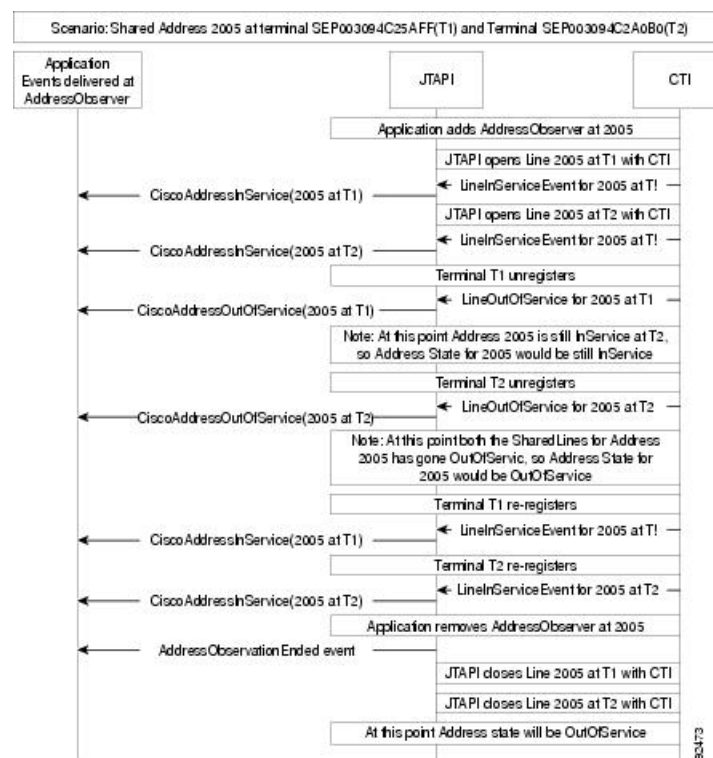 Scenario: Shared Address 2005 at terminal SEP003094C25AFF(T1) and Terminal SEP003094C2A0B0(T2)
Application
Events delivered at
AddressObserver
JTAPI
CTI
Application adds AddressObserver at 2005
JTAPI opens Line 2005 at T1 with CTI
LineInServiceEvent for 2005 at T!
CiscoAddressInService(2005 at T1)
JTAPI opens Line 2005 at T2 with CTI
LineInServiceEvent for 2005 at T!
CiscoAddressInService(2005 at T2)
Terminal T1 unregisters
LineOutOfService for 2005 at T1
CiscoAddressOutOfService(2005 at T1)
Note: At this point Address 2005 is still InService at T2,
so Address State for 2005 would be still InService
Terminal T2 unregisters
LineOutOfService for 2005 at T2
CiscoAddressOutOfService(2005 at T2)
Note: At this point both the SharedLines for Address
2005 has gone OutOfServic, so Address State for
2005 would be OutOfService
Terminal T1 re-registers
LineInServiceEvent for 2005 at T!
CiscoAddressInService(2005 at T1)
Terminal T2 re-registers
LineInServiceEvent for 2005 at T2
CiscoAddressInService(2005 at T2)
Application removes AddressObserver at 2005
AddressObservationEnded event
JTAPI closes Line 2005 at T1 with CTI
JTAPI closes Line 2005 at T2 with CTI
At this point Address state will be OutOfService
92473